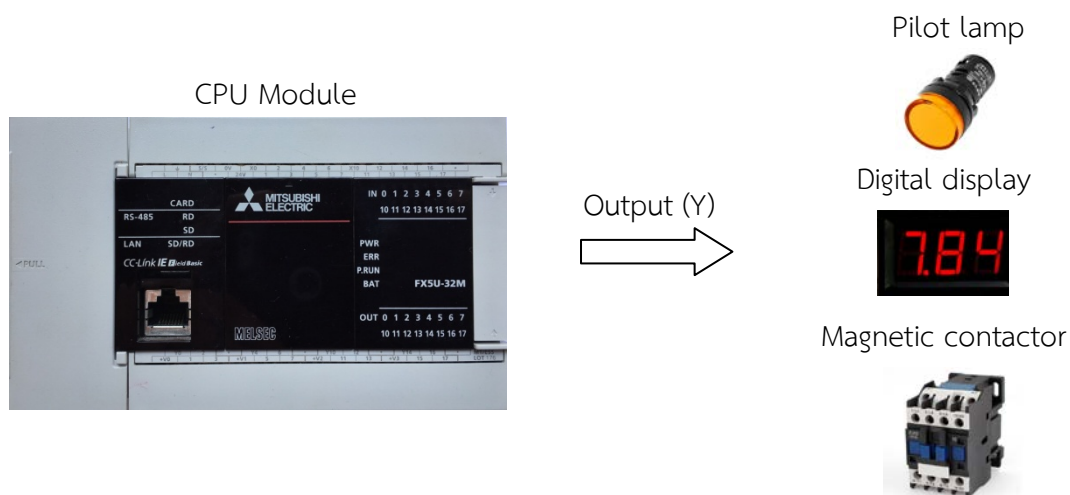 Pilot lamp
CPU Module
MITSUBISHI
ELECTRIC
CARD
RS-485 RD
SD
LAN SD/RD
CC-Link IE Field Basic
IN 0 1 2 3 4 5 6 7
10 11 12 13 14 15 16 17
PWR
ERR
P.RUN
BAT
FX5U-32M
OUT 0 1 2 3 4 5 6 7
10 11 12 13 14 15 16 17
MELSEC
PULL
Output (Y)
Digital display
7.84
Magnetic contactor